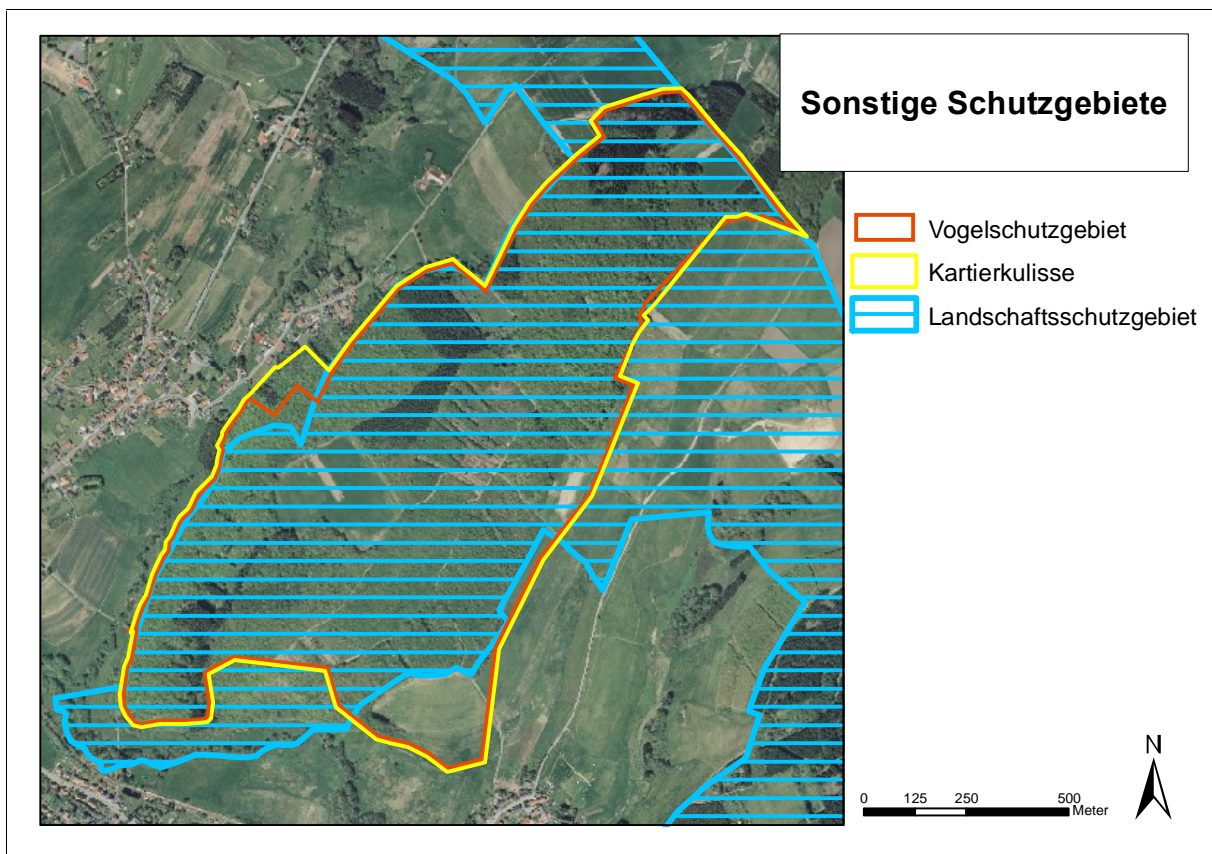 Sonstige Schutzgebiete
Vogelschutzgebiet
Kartierkulisse
Landschaftsschutzgebiet
N
0 125 250 500
Meter